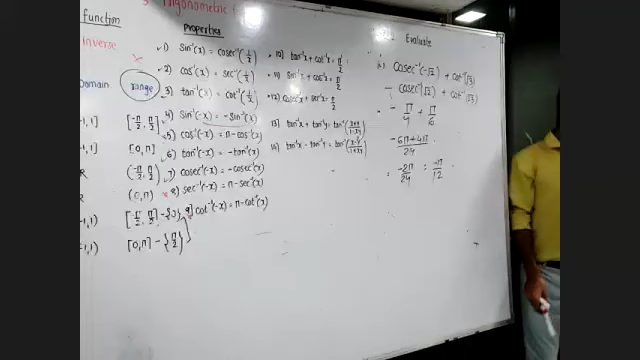 Trigonometric
function
Properties
inverse
Domain
range
1) sin⁻¹(x) = cosec⁻¹(1/x)
2) cos⁻¹(x) = sec⁻¹(1/x)
3) tan⁻¹(x) = cot⁻¹(1/x)
4) sin⁻¹(-x) = -sin⁻¹(x)
5) cos⁻¹(-x) = π-cos⁻¹(x)
6) tan⁻¹(-x) = -tan⁻¹(x)
7) cosec⁻¹(-x) = -cosec⁻¹(x)
8) sec⁻¹(-x) = π-sec⁻¹(x)
9) cot⁻¹(-x) = π-cot⁻¹(x)
[-π/2, π/2]
[0,π]
(-π/2, π/2)
(0,π)
[-π/2, π/2] - {0}
[0,π] - {π/2}
10) tan⁻¹x + cot⁻¹x = π/2
11) sin⁻¹x + cos⁻¹x = π/2
12) cosec⁻¹x + sec⁻¹x = π/2
13) tan⁻¹x + tan⁻¹y = tan⁻¹(x+y/1-xy)
14) tan⁻¹x - tan⁻¹y = tan⁻¹(x-y/1+xy)
Evaluate
cosec⁻¹(-√2) + cot⁻¹(√3)
- cosec⁻¹(√2) + cot⁻¹(√3)
= - π/4 + π/6
-6π+4π/24
= -2π/24 = -π/12